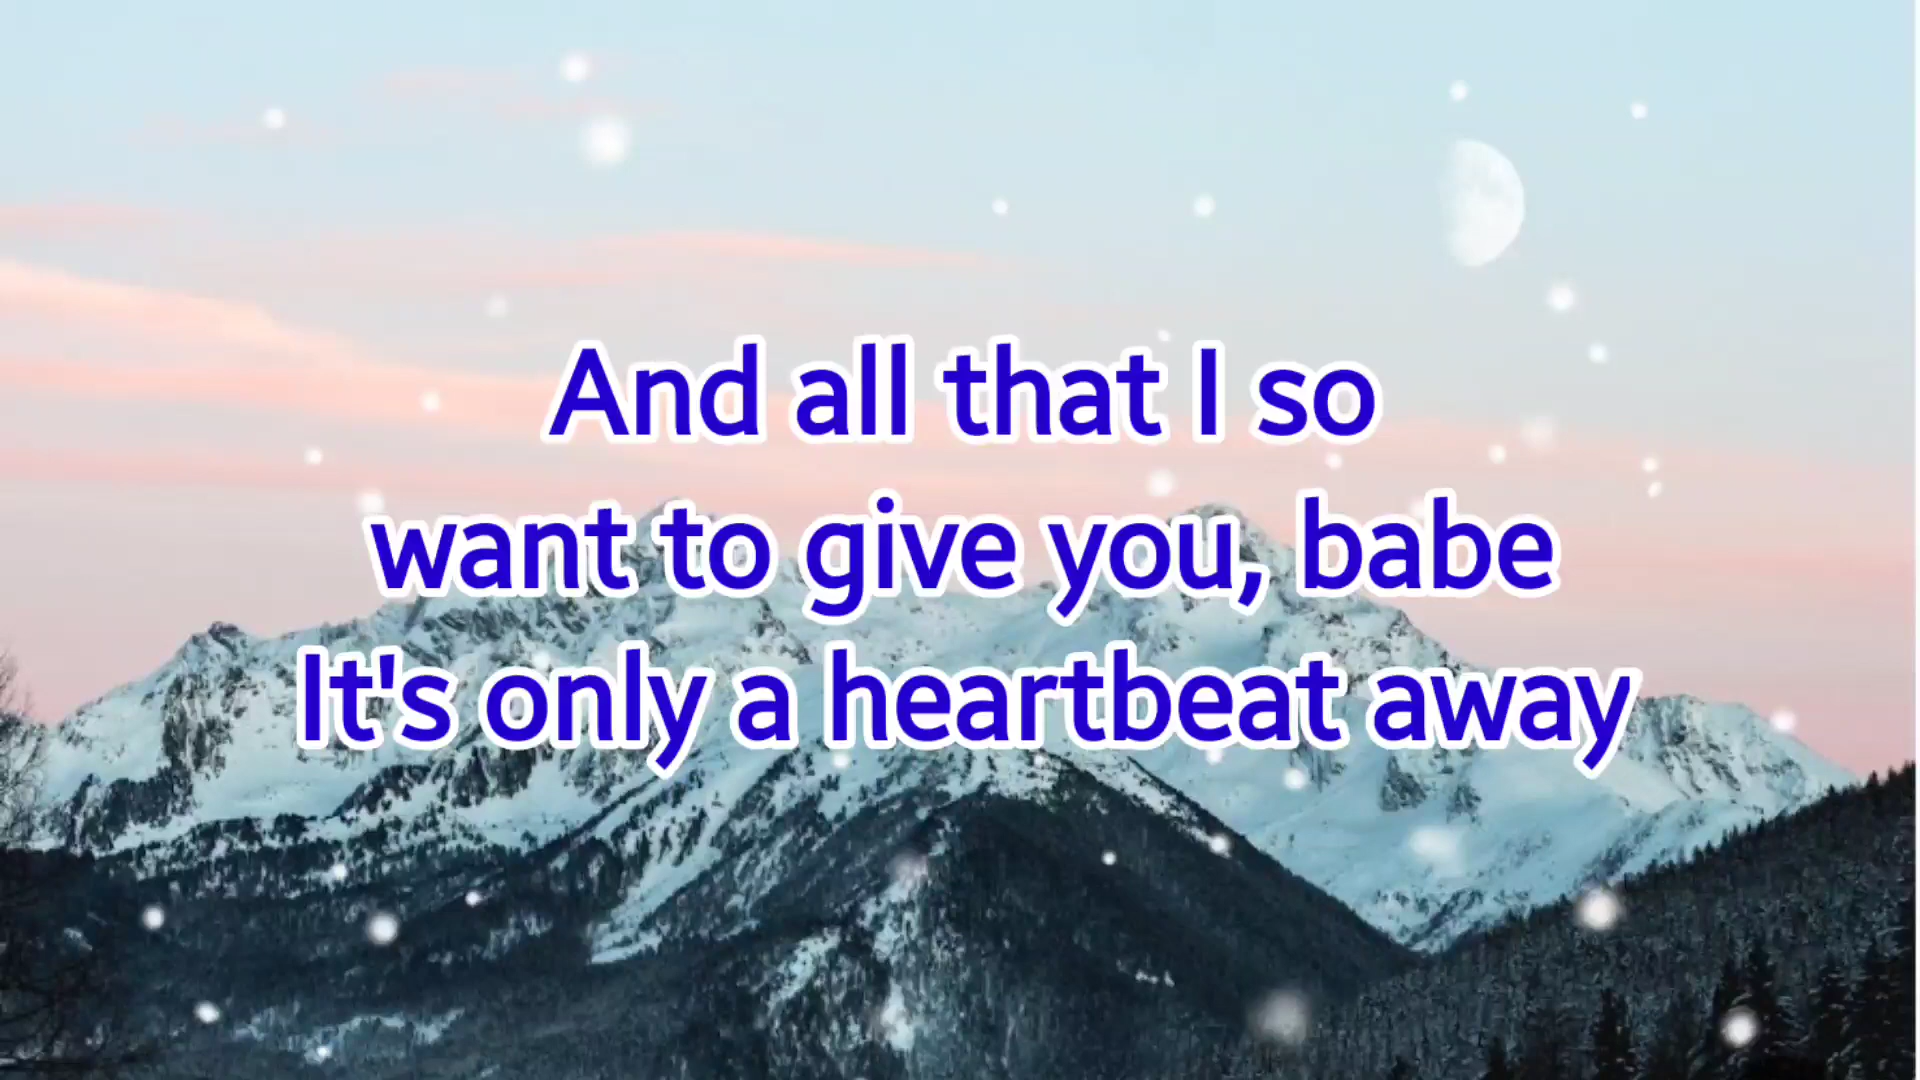 And all that I so
want to give you, babe
It's only a heartbeat away